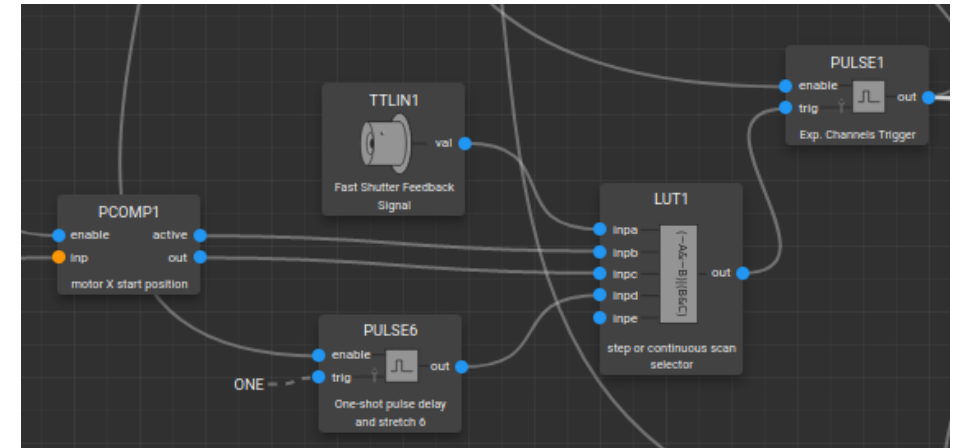 PULSE1
enable
trig
out
Exp. Channels Trigger
TTLIN1
val
Fast Shutter Feedback
Signal
LUT1
inpa
inpb
inpc
inpd
inpe
(~A&~B)|(B&C)
out
step or continuous scan
selector
PCOMP1
enable
active
inp
out
motor X start position
PULSE6
enable
trig
out
ONE
One-shot pulse delay
and stretch 6